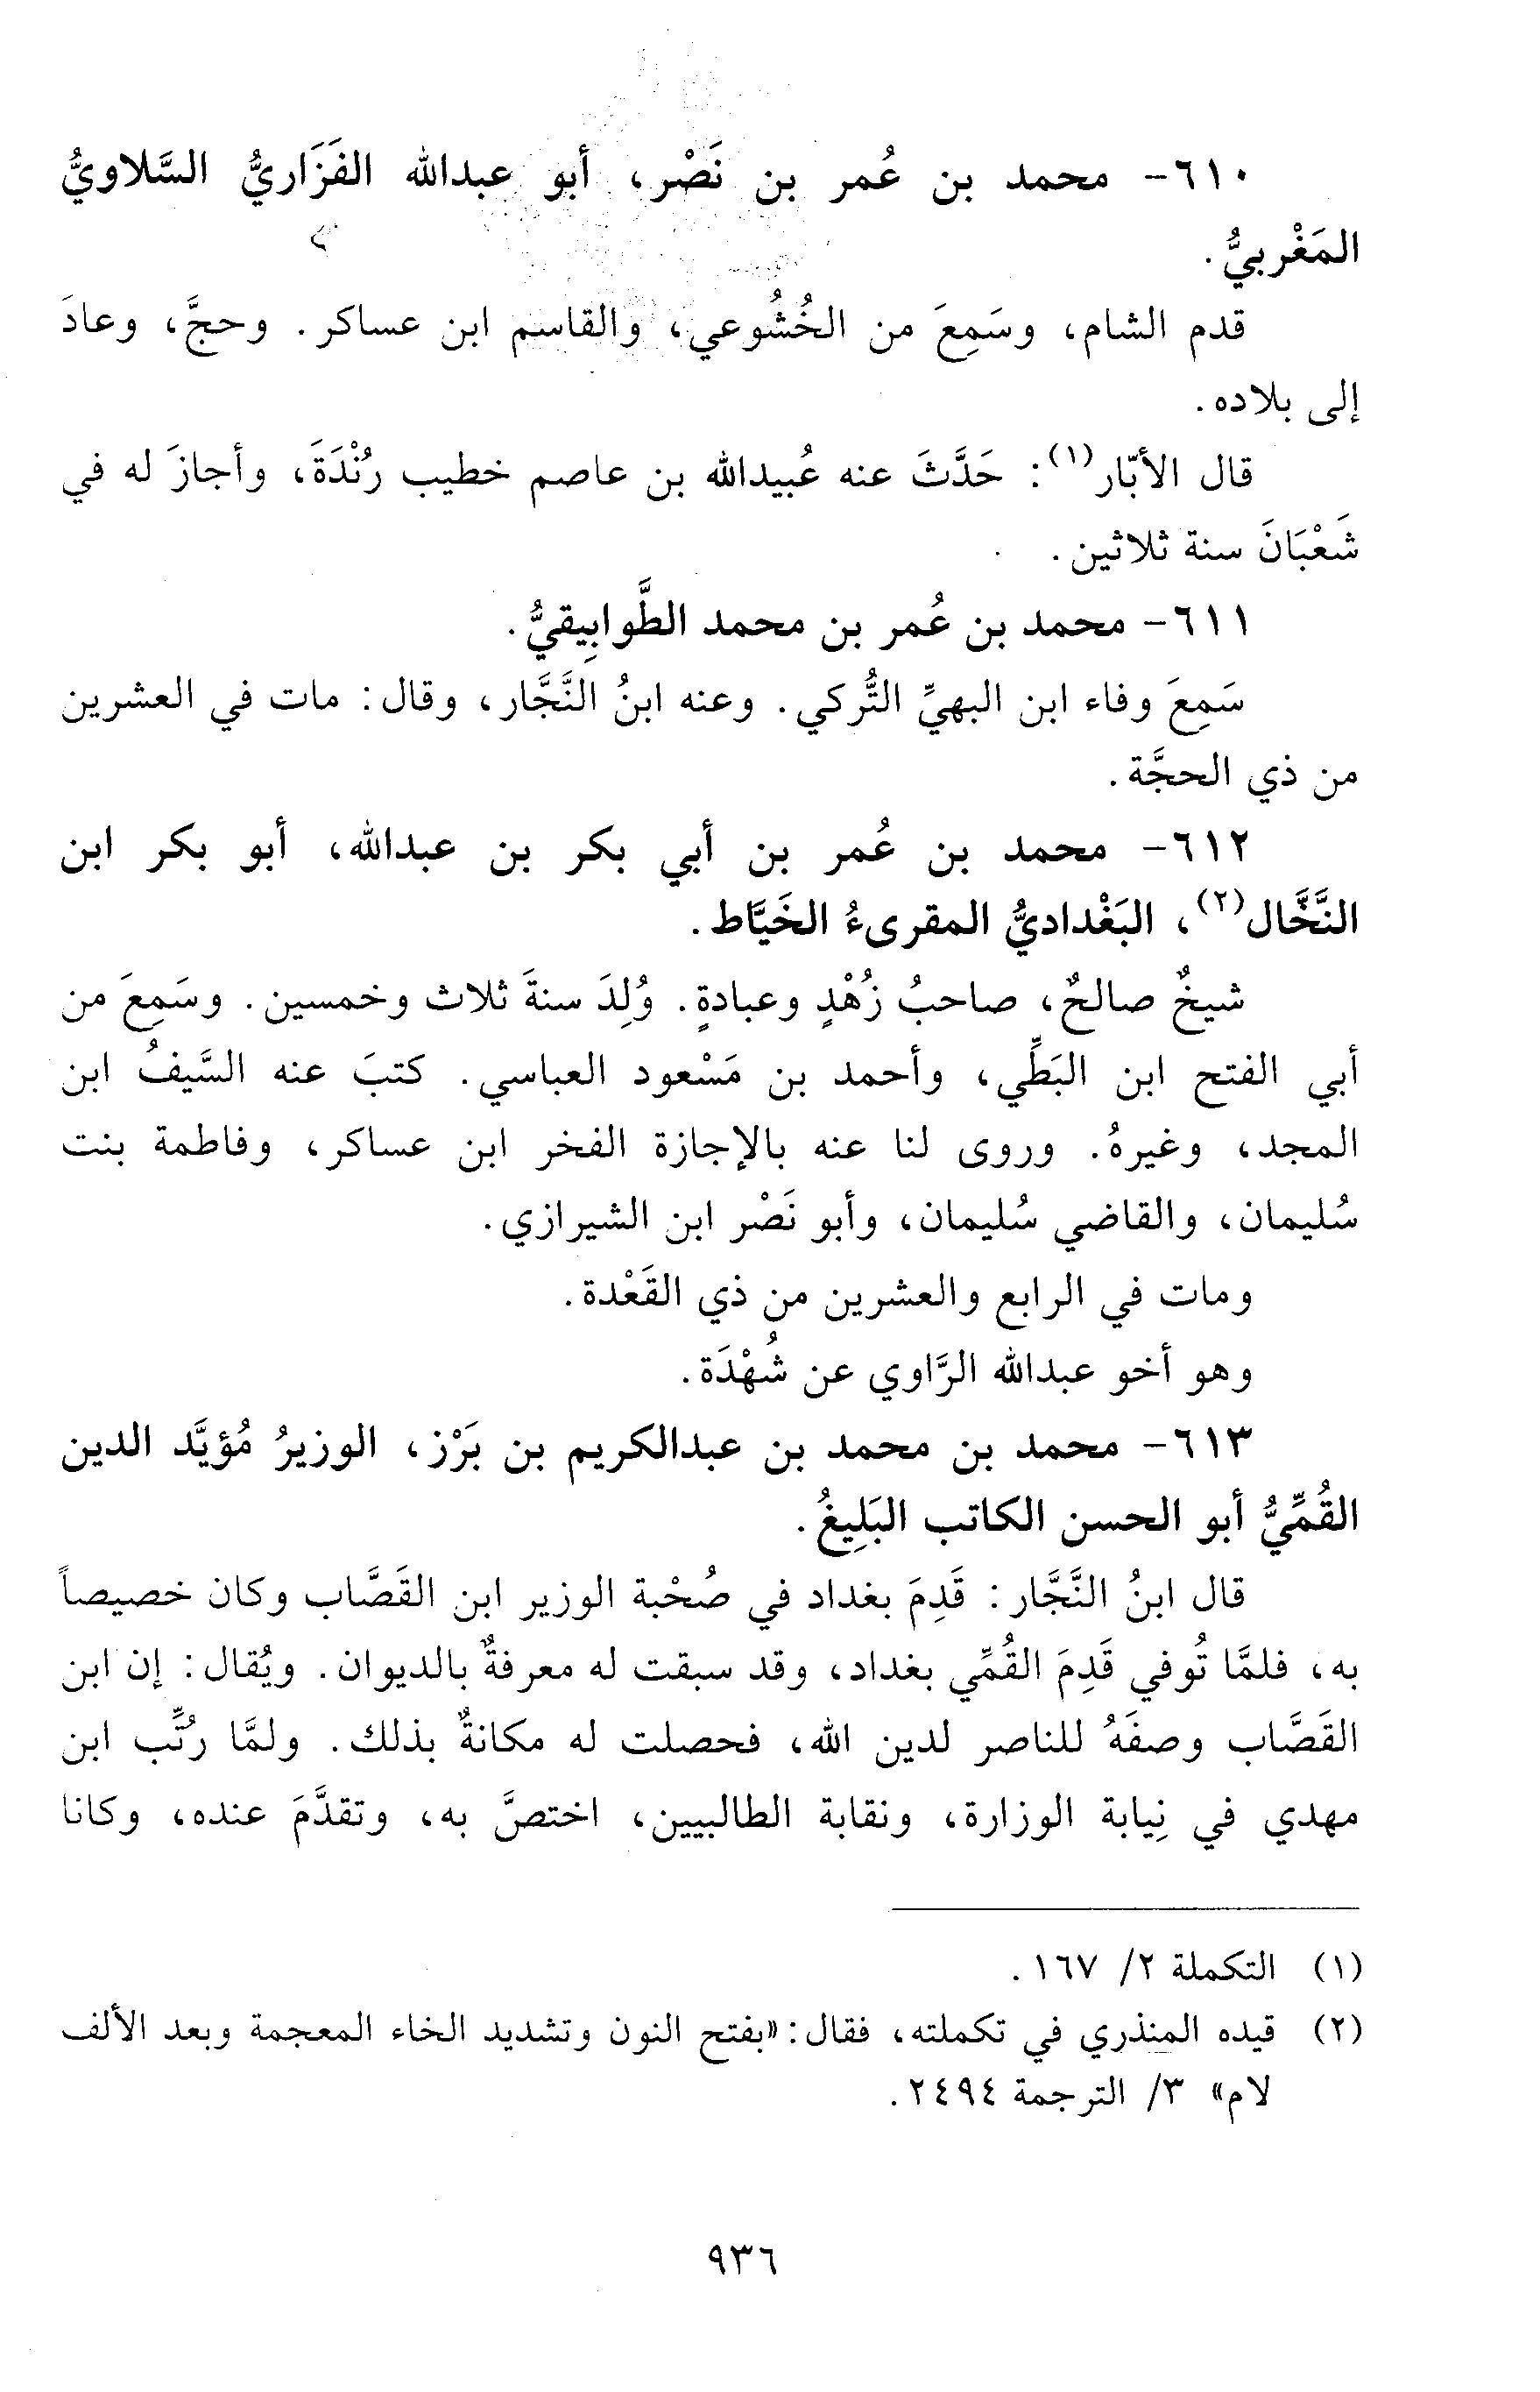 ٦١٠- محمد بن عُمر بن نَصْر، أبو عبدالله الفَزَاريُّ السَّلاويُّ
المَغْربيُّ.
قدم الشام، وسَمِعَ من الخُشُوعي، والقاسم ابن عساكر. وحجَّ، وعادَ
إلى بلاده.
قال الأبّار(١): حَدَّثَ عنه عُبيدالله بن عاصم خطيب رُنْدَةَ، وأجازَ له في
شَعْبَانَ سنة ثلاثين.
٦١١- محمد بن عُمر بن محمد الطَّوابِيقيُّ.
سَمِعَ وفاء ابن البهيِّ التُّركي. وعنه ابنُ النَّجَّار، وقال: مات في العشرين
من ذي الحجَّة.
٦١٢- محمد بن عُمر بن أبي بكر بن عبدالله، أبو بكر ابن
النَّخَّال(٢)، البَغْداديُّ المقرىءُ الخَيَّاط.
شيخٌ صالحٌ، صاحبُ زُهْدٍ وعبادةٍ. وُلِدَ سنةَ ثلاث وخمسين. وسَمِعَ من
أبي الفتح ابن البَطِّي، وأحمد بن مَسْعود العباسي. كتبَ عنه السَّيفُ ابن
المجد، وغيرهُ. وروى لنا عنه بالإجازة الفخر ابن عساكر، وفاطمة بنت
سُليمان، والقاضي سُليمان، وأبو نَصْر ابن الشيرازي.
ومات في الرابع والعشرين من ذي القَعْدة.
وهو أخو عبدالله الرَّاوي عن شُهْدَة.
٦١٣- محمد بن محمد بن عبدالكريم بن بَرْز، الوزيرُ مُؤيَّد الدين
القُمِّيُّ أبو الحسن الكاتب البَلِيغُ.
قال ابنُ النَّجَّار: قَدِمَ بغداد في صُحْبة الوزير ابن القَصَّاب وكان خصيصاً
به، فلمَّا تُوفي قَدِمَ القُمِّي بغداد، وقد سبقت له معرفةٌ بالديوان. ويُقال: إن ابن
القَصَّاب وصفَهُ للناصر لدين الله، فحصلت له مكانةٌ بذلك. ولمَّا رُتِّب ابن
مهدي في نِيابة الوزارة، ونقابة الطالبيين، اختصَّ به، وتقدَّمَ عنده، وكانا
(١) التكملة ٢/ ١٦٧.
(٢) قيده المنذري في تكملته، فقال: «بفتح النون وتشديد الخاء المعجمة وبعد الألف
لام» ٣/ الترجمة ٢٤٩٤.
٩٣٦